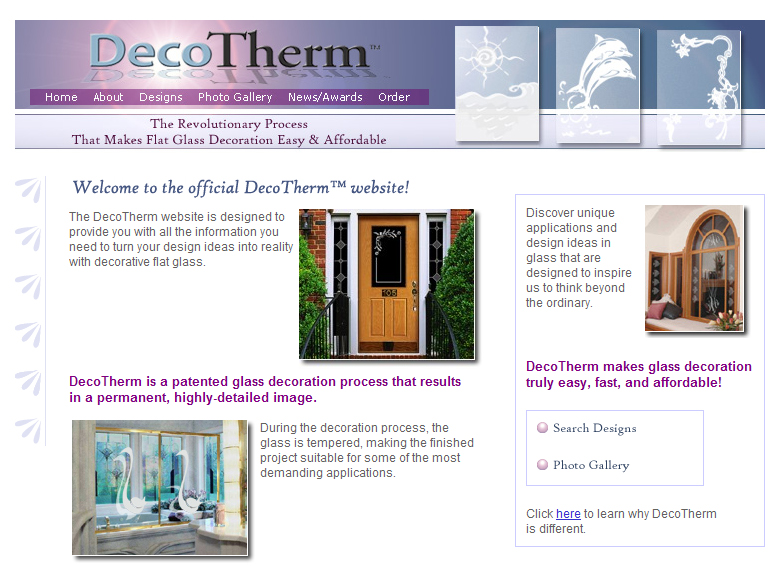 DecoTherm™
Home About Designs Photo Gallery News/Awards Order
The Revolutionary Process
That Makes Flat Glass Decoration Easy & Affordable
Welcome to the official DecoTherm™ website!
The DecoTherm website is designed to
provide you with all the information you
need to turn your design ideas into reality
with decorative flat glass.
105
DecoTherm is a patented glass decoration process that results
in a permanent, highly-detailed image.
During the decoration process, the
glass is tempered, making the finished
project suitable for some of the most
demanding applications.
Discover unique
applications and
design ideas in
glass that are
designed to inspire
us to think beyond
the ordinary.
DecoTherm makes glass decoration
truly easy, fast, and affordable!
Search Designs
Photo Gallery
Click here to learn why DecoTherm
is different.